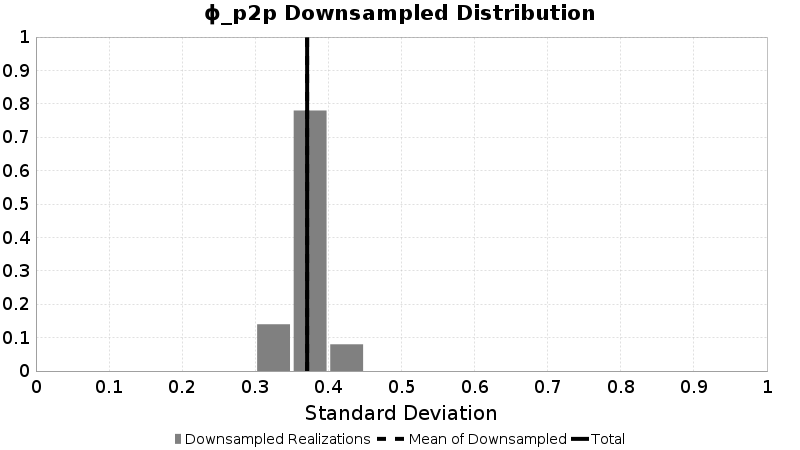 ϕ_p2p Downsampled Distribution
1
0.9
0.8
0.7
0.6
0.5
0.4
0.3
0.2
0.1
0
0 0.1 0.2 0.3 0.4 0.5 0.6 0.7 0.8 0.9 1
Standard Deviation
Downsampled Realizations Mean of Downsampled Total